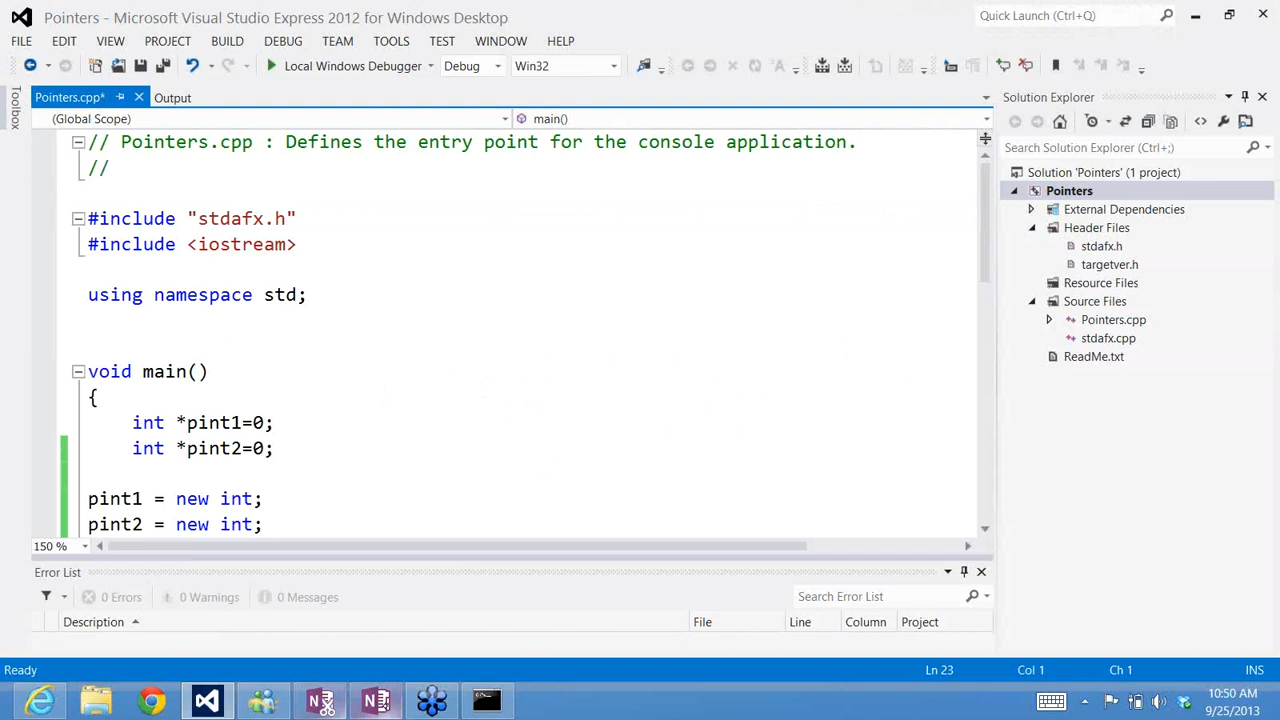 Pointers - Microsoft Visual Studio Express 2012 for Windows Desktop
Quick Launch (Ctrl+Q)
FILE EDIT VIEW PROJECT BUILD DEBUG TEAM TOOLS TEST WINDOW HELP
Local Windows Debugger Debug Win32
Toolbox
Pointers.cpp* Output
(Global Scope) main()
// Pointers.cpp : Defines the entry point for the console application.
//
#include "stdafx.h"
#include <iostream>
using namespace std;
void main()
{
int *pint1=0;
int *pint2=0;
pint1 = new int;
pint2 = new int;
150 %
Solution Explorer
Search Solution Explorer (Ctrl+;)
Solution 'Pointers' (1 project)
Pointers
External Dependencies
Header Files
stdafx.h
targetver.h
Resource Files
Source Files
Pointers.cpp
stdafx.cpp
ReadMe.txt
Error List
0 Errors 0 Warnings 0 Messages
Search Error List
Description File Line Column Project
Ready Ln 23 Col 1 Ch 1 INS
10:50 AM
9/25/2013